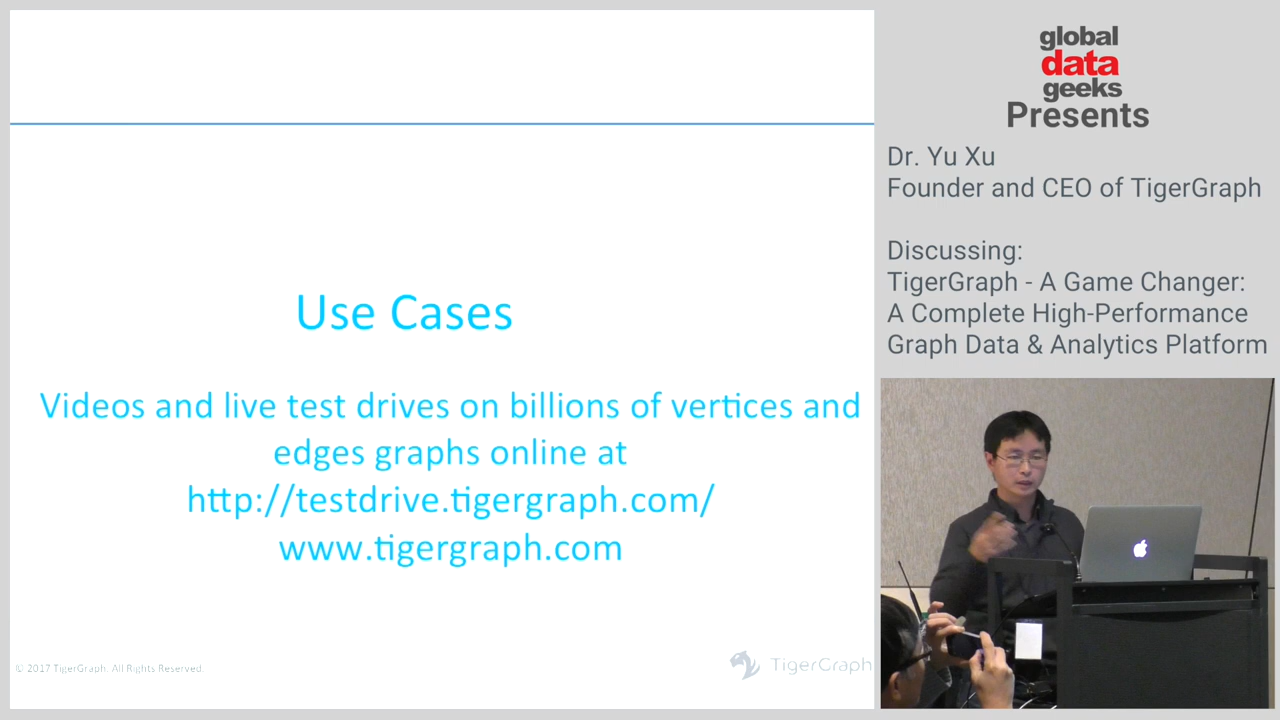 Use Cases
Videos and live test drives on billions of vertices and
edges graphs online at
http://testdrive.tigergraph.com/
www.tigergraph.com
© 2017 TigerGraph. All Rights Reserved.
TigerGraph
global
data
geeks
Presents
Dr. Yu Xu
Founder and CEO of TigerGraph
Discussing:
TigerGraph - A Game Changer:
A Complete High-Performance
Graph Data & Analytics Platform